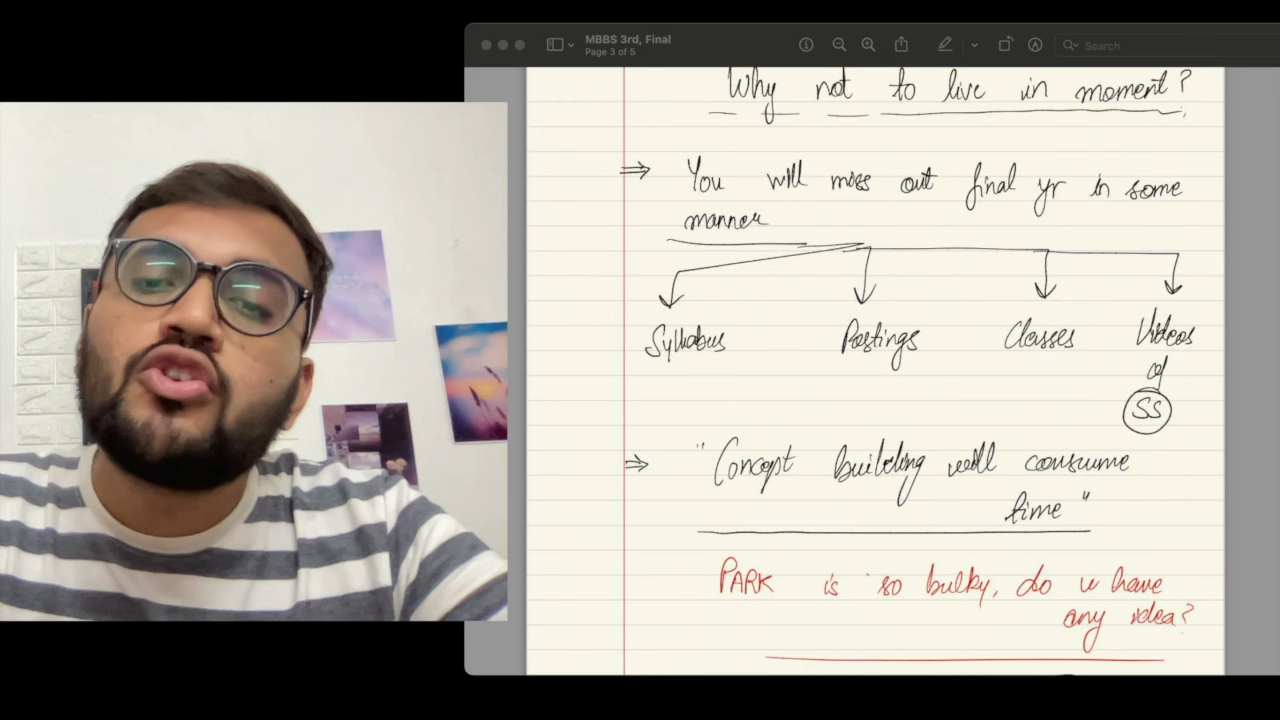 MBBS 3rd, Final
Page 3 of 5
Search
Why not to live in moment?
⇒ You will miss out final yr in some
manner
Syllabus Postings Classes Videos
of
SS
⇒ "Concept building will consume
time"
PARK is so bulky, do u have
any idea?